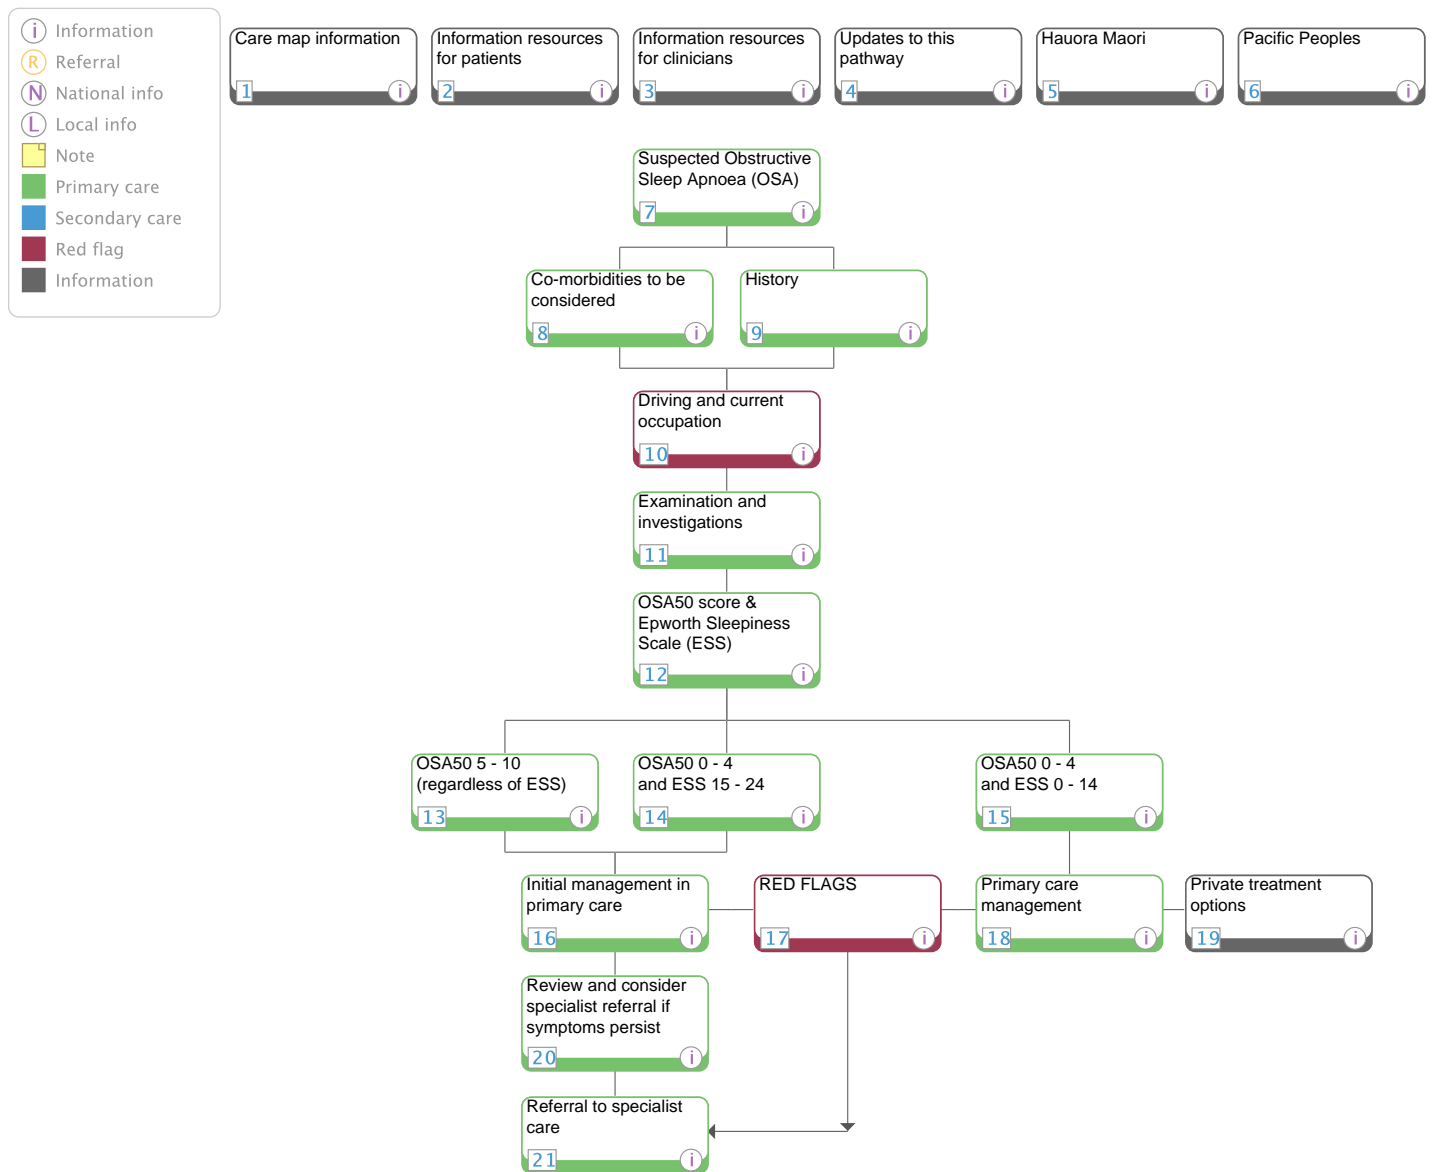 i Information
R Referral
N National info
L Local info
Note
Primary care
Secondary care
Red flag
Information
Care map information
1 i
Information resources
for patients
2 i
Information resources
for clinicians
3 i
Updates to this
pathway
4 i
Hauora Maori
5 i
Pacific Peoples
6 i
Suspected Obstructive
Sleep Apnoea (OSA)
7 i
Co-morbidities to be
considered
8 i
History
9 i
Driving and current
occupation
10 i
Examination and
investigations
11 i
OSA50 score &
Epworth Sleepiness
Scale (ESS)
12 i
OSA50 5 - 10
(regardless of ESS)
13 i
OSA50 0 - 4
and ESS 15 - 24
14 i
OSA50 0 - 4
and ESS 0 - 14
15 i
Initial management in
primary care
16 i
RED FLAGS
17 i
Primary care
management
18 i
Private treatment
options
19 i
Review and consider
specialist referral if
symptoms persist
20 i
Referral to specialist
care
21 i